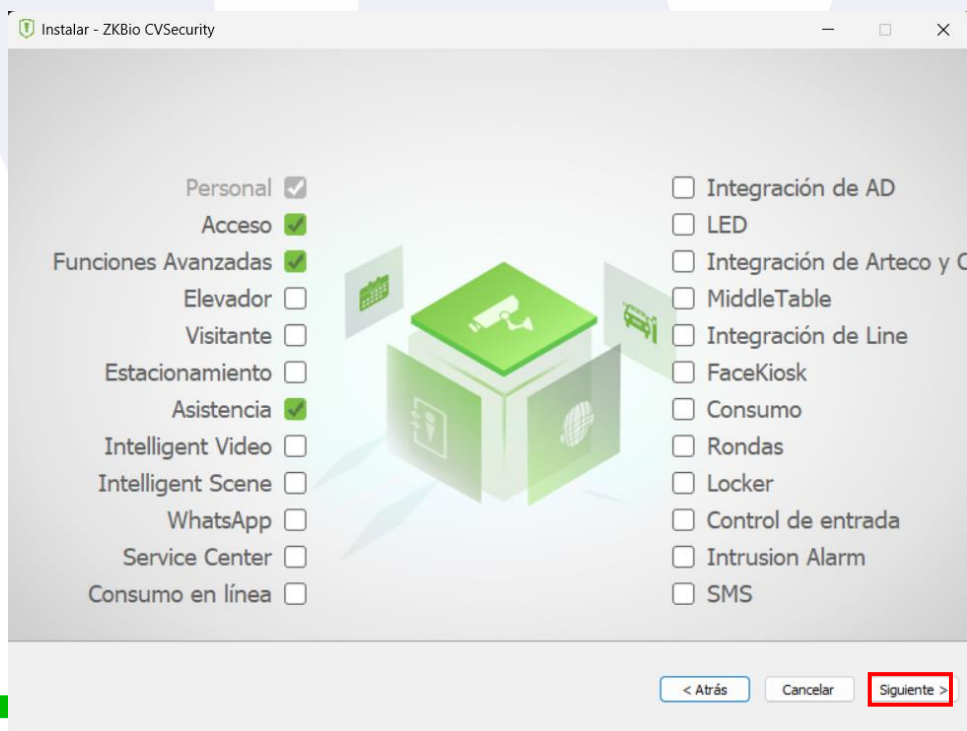 Instalar - ZKBio CVSecurity
Personal
Acceso
Funciones Avanzadas
Elevador
Visitante
Estacionamiento
Asistencia
Intelligent Video
Intelligent Scene
WhatsApp
Service Center
Consumo en línea
Integración de AD
LED
Integración de Arteco y C
MiddleTable
Integración de Line
FaceKiosk
Consumo
Rondas
Locker
Control de entrada
Intrusion Alarm
SMS
< Atrás
Cancelar
Siguiente >